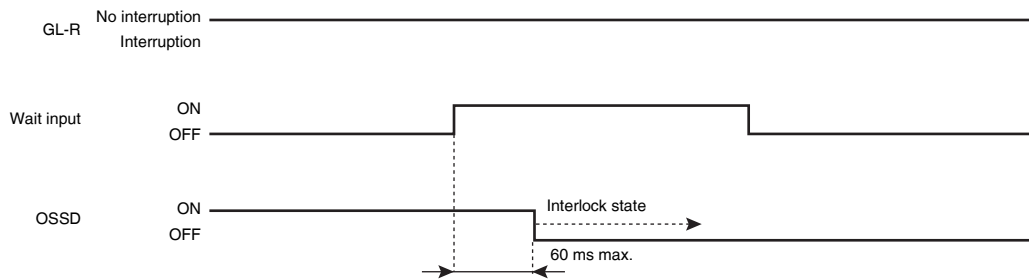 GL-R
No interruption
Interruption
Wait input
ON
OFF
OSSD
ON
OFF
Interlock state
60 ms max.